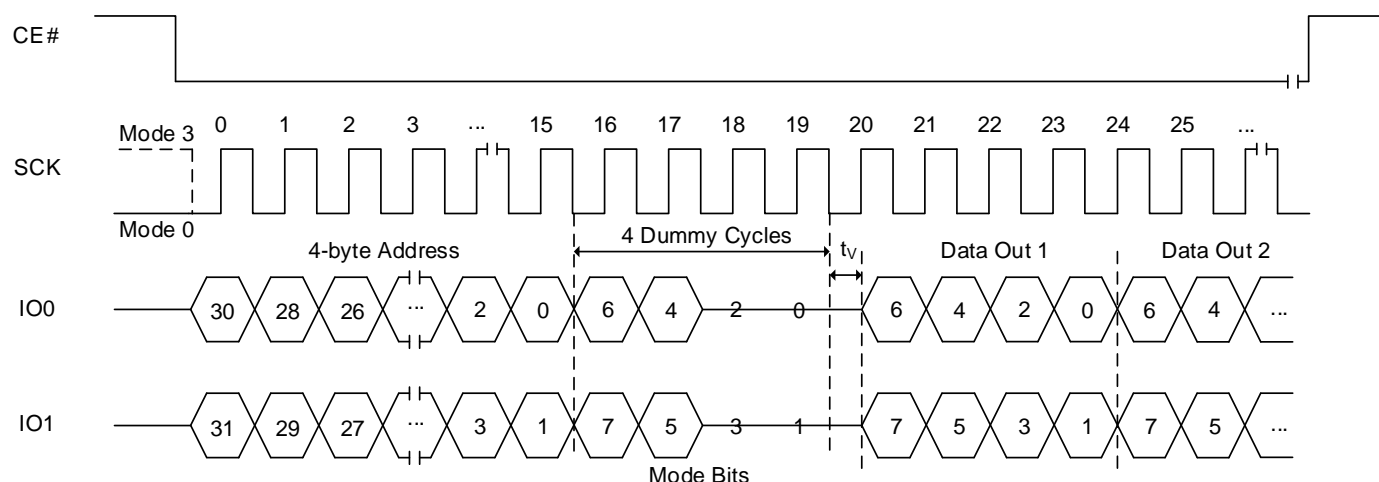 CE#
0 1 2 3 ... 15 16 17 18 19 20 21 22 23 24 25 ...
Mode 3
SCK
Mode 0
4 Dummy Cycles
4-byte Address tV Data Out 1 Data Out 2
IO0 30 28 26 ... 2 0 6 4 2 0 6 4 2 0 6 4 ...
IO1 31 29 27 ... 3 1 7 5 3 1 7 5 3 1 7 5 ...
Mode Bits